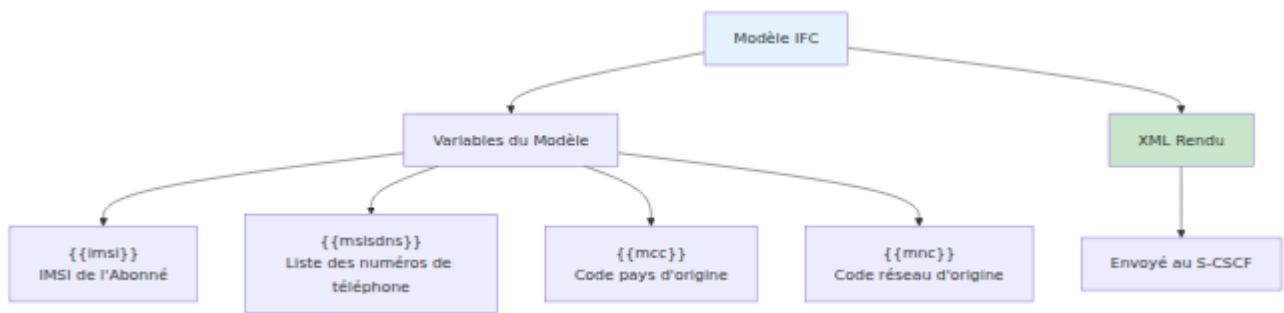 Modèle IFC
Variables du Modèle
XML Rendu
{{imsi}}
IMSI de l'Abonné
{{msisdns}}
Liste des numéros de
téléphone
{{mcc}}
Code pays d'origine
{{mnc}}
Code réseau d'origine
Envoyé au S-CSCF